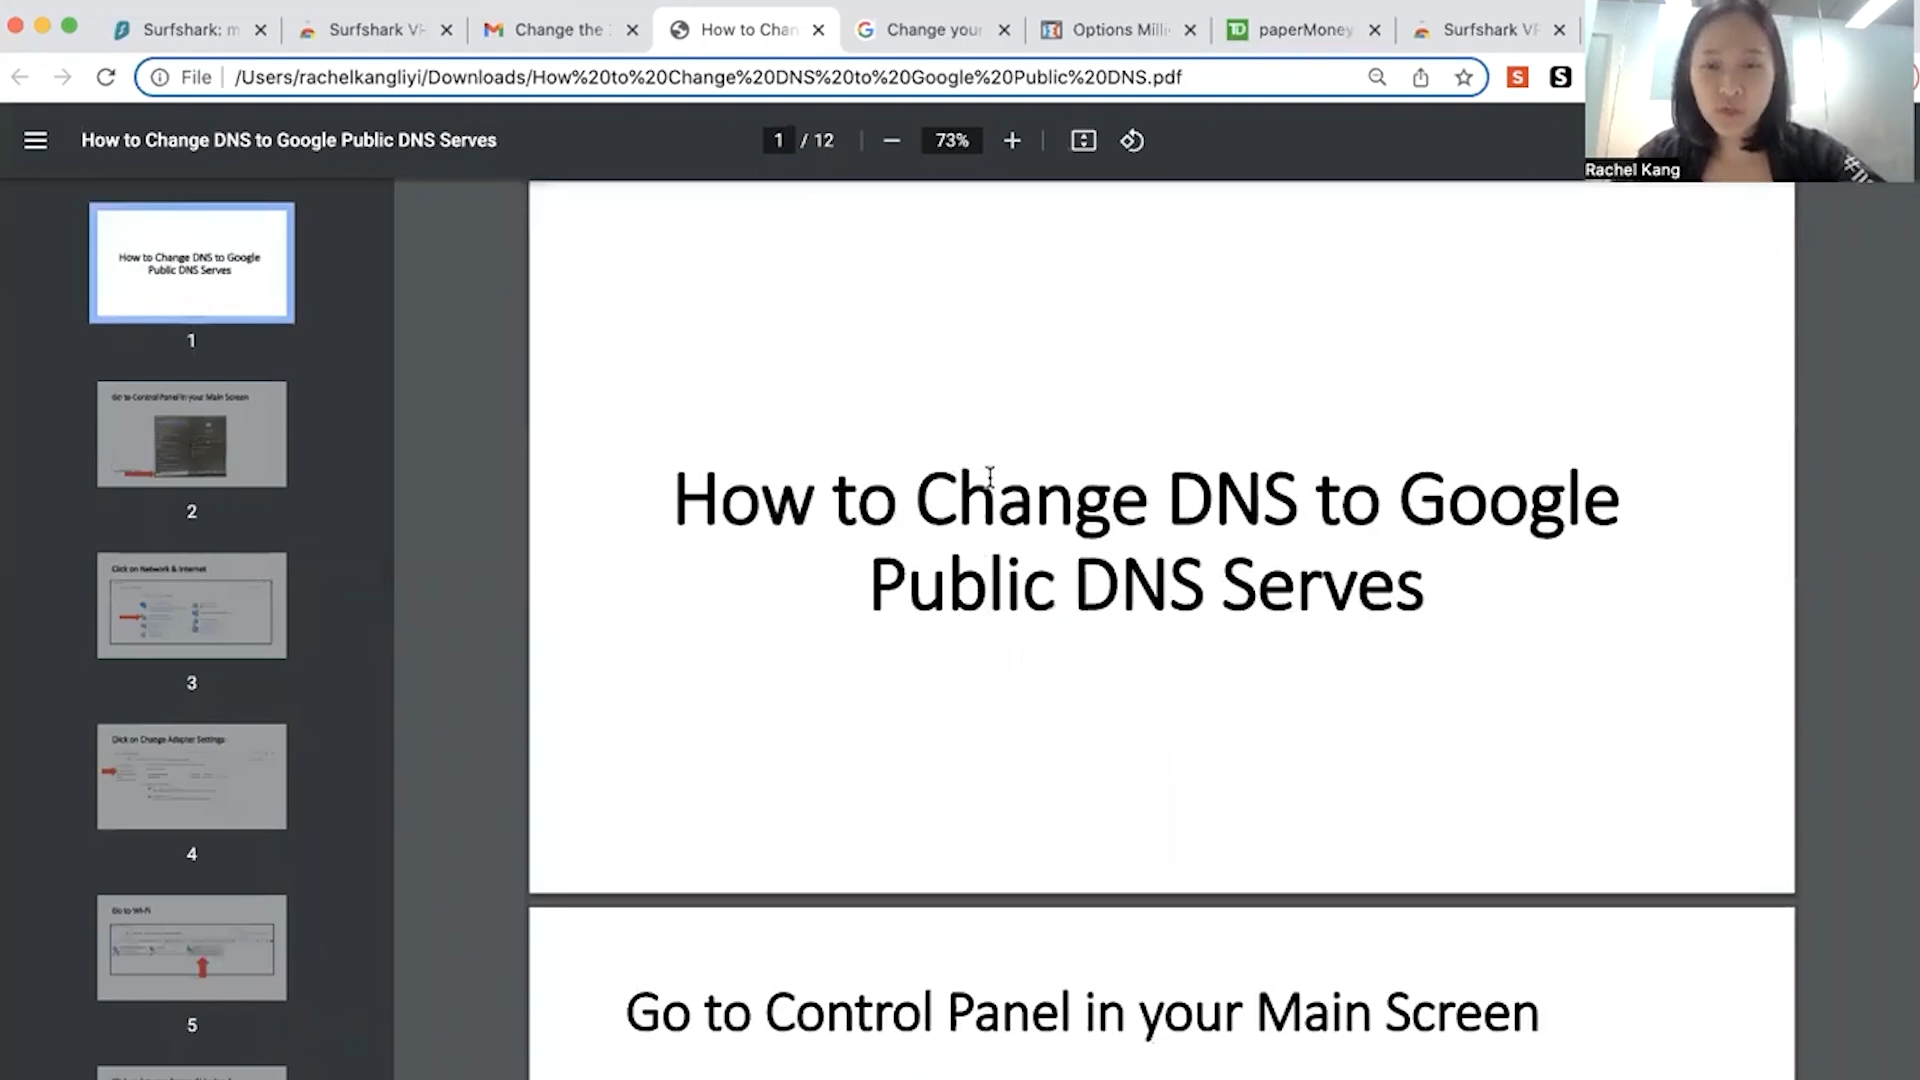 Surfshark: m
Surfshark VP
Change the
How to Chan
Change your
Options Milli
paperMoney
Surfshark VP
File
/Users/rachelkangliyi/Downloads/How%20to%20Change%20DNS%20to%20Google%20Public%20DNS.pdf
Rachel Kang
How to Change DNS to Google Public DNS Serves
1 / 12
73%
How to Change DNS to Google
Public DNS Serves
1
Go to Control Panel in your Main Screen
2
Click on Network & Internet
3
Click on Change Adapter Settings
4
Go to Wi-Fi
5
How to Change DNS to Google
Public DNS Serves
Go to Control Panel in your Main Screen